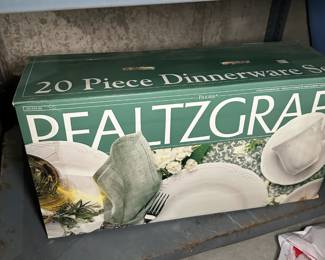 20 Piece Dinnerware Se
PFALTZGRAF